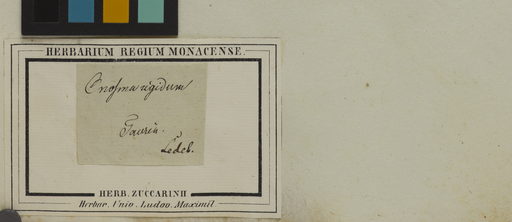 HERBARIUM REGIUM MONACENSE.
Onosma rigidum
Tauria.
Ledeb.
HERB. ZUCCARINII
Herbar. Univ. Ludov. Maximil